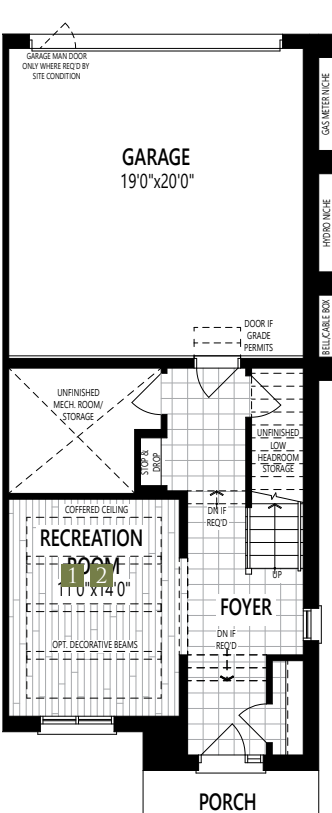 GARAGE MAN DOOR
ONLY WHERE REQ'D BY
SITE CONDITION
GAS METER NICHE
GARAGE
19'0"x20'0"
HYDRO NICHE
BELL/CABLE BOX
DOOR IF
GRADE
PERMITS
UNFINISHED
MECH. ROOM/
STORAGE
UNFINISHED
LOW
HEADROOM
STORAGE
STOP &
DROP
COFFERED CEILING
DN IF
REQ'D
RECREATION
ROOM
1 2
11'0"x14'0"
UP
FOYER
OPT. DECORATIVE BEAMS
DN IF
REQ'D
PORCH